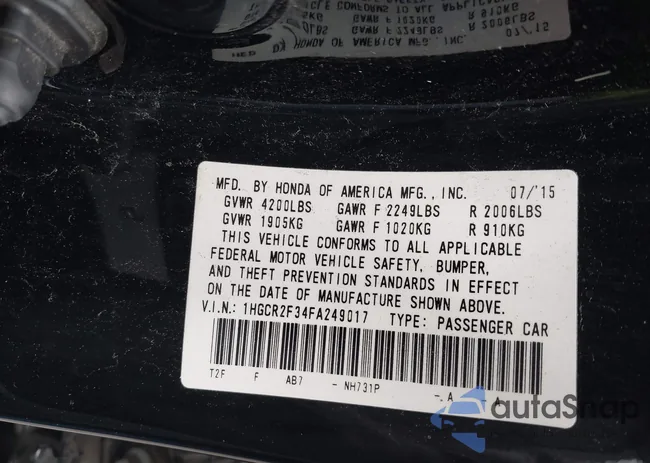 MFD. BY HONDA OF AMERICA MFG., INC. 07/'15
GVWR 4200LBS GAWR F 2249LBS R 2006LBS
GVWR 1905KG GAWR F 1020KG R 910KG
THIS VEHICLE CONFORMS TO ALL APPLICABLE
FEDERAL MOTOR VEHICLE SAFETY, BUMPER,
AND THEFT PREVENTION STANDARDS IN EFFECT
ON THE DATE OF MANUFACTURE SHOWN ABOVE.
V.I.N.: 1HGCR2F34FA249017 TYPE: PASSENGER CAR
T2F F AB7 - NH731P - A - A
autoSnap